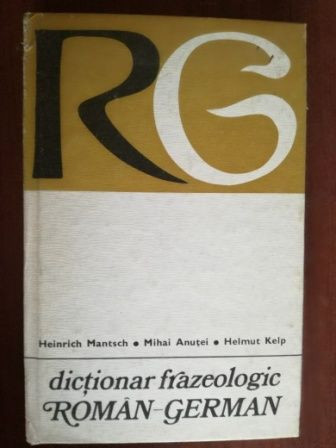 RG
Heinrich Mantsch • Mihai Anuței • Helmut Kelp
dicționar frazeologic
ROMÂN-GERMAN